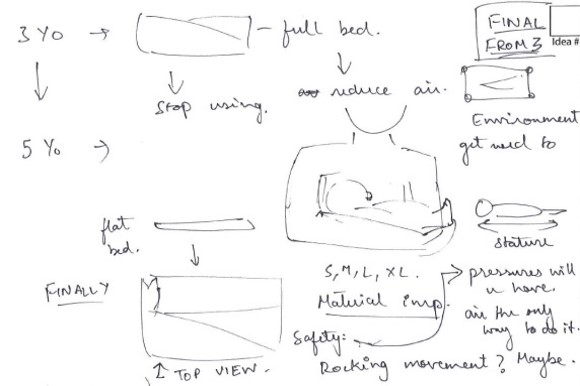 3 YO → — full bed.
FINAL
FROM 3
Idea #
stop using.
reduce air.
Environment
get used to
5 Yo →
flat
bed.
stature
S, M, L, XL.
pressures will
u have.
FINALLY
Material imp.
air the only
way to do it.
Safety:
↑ TOP VIEW.
Rocking movement? Maybe.